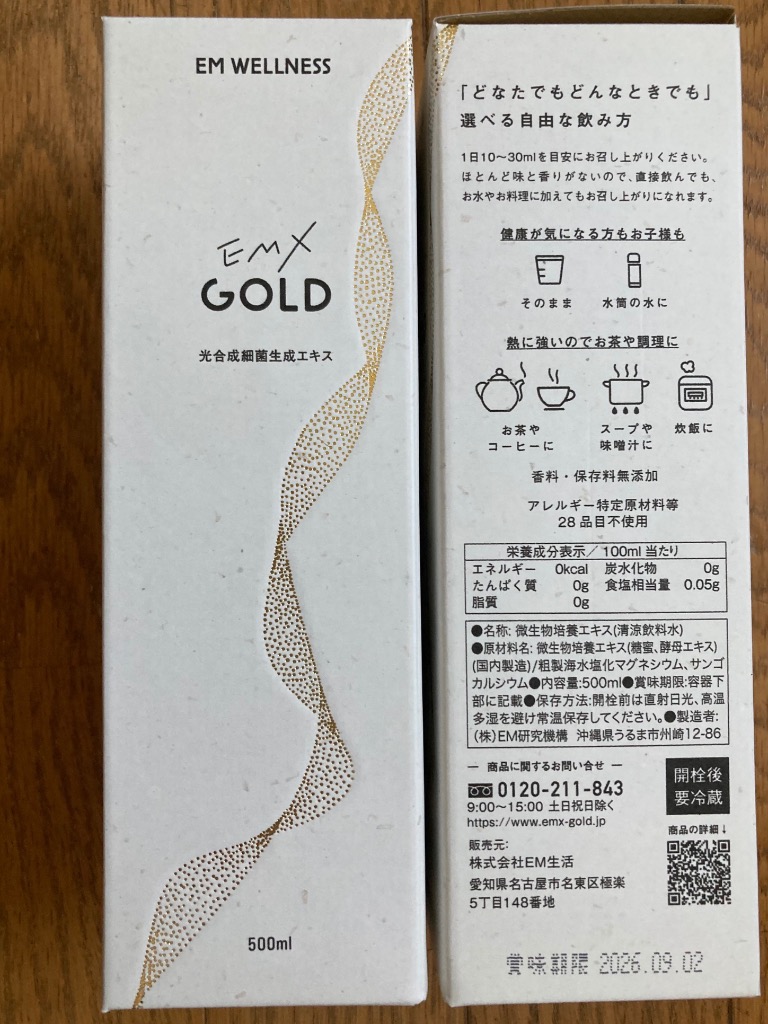 EM WELLNESS
EMX
GOLD
光合成細菌生成エキス
500ml
「どなたでもどんなときでも」
選べる自由な飲み方
1日10～30mlを目安にお召し上がりください。
ほとんど味と香りがないので、直接飲んでも、
お水やお料理に加えてもお召し上がりになれます。
健康が気になる方もお子様も
そのまま 水筒の水に
熱に強いのでお茶や調理に
お茶や
コーヒーに
スープや
味噌汁に
炊飯に
香料・保存料無添加
アレルギー特定原材料等
28品目不使用
栄養成分表示／100ml当たり
エネルギー 0kcal 炭水化物 0g
たんぱく質 0g 食塩相当量 0.05g
脂質 0g
●名称: 微生物培養エキス(清涼飲料水)
●原材料名: 微生物培養エキス(糖蜜、酵母エキス)
(国内製造)/粗製海水塩化マグネシウム、サンゴ
カルシウム●内容量:500ml●賞味期限:容器下
部に記載●保存方法:開栓前は直射日光、高温
多湿を避け常温保存してください。●製造者:
(株)EM研究機構 沖縄県うるま市州崎12-86
― 商品に関するお問い合せ ―
0120-211-843
9:00～15:00 土日祝日除く
https://www.emx-gold.jp
販売元:
株式会社EM生活
愛知県名古屋市名東区極楽
5丁目148番地
開栓後
要冷蔵
商品の詳細↓
賞味期限 2026.09.02